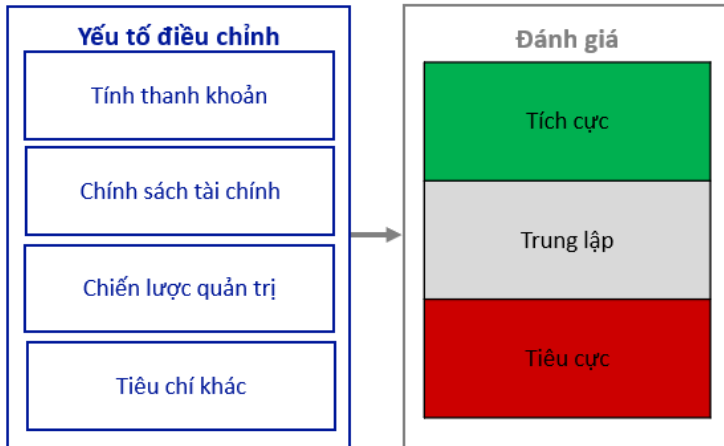 Yếu tố điều chỉnh
Tính thanh khoản
Chính sách tài chính
Chiến lược quản trị
Tiêu chí khác
Đánh giá
Tích cực
Trung lập
Tiêu cực